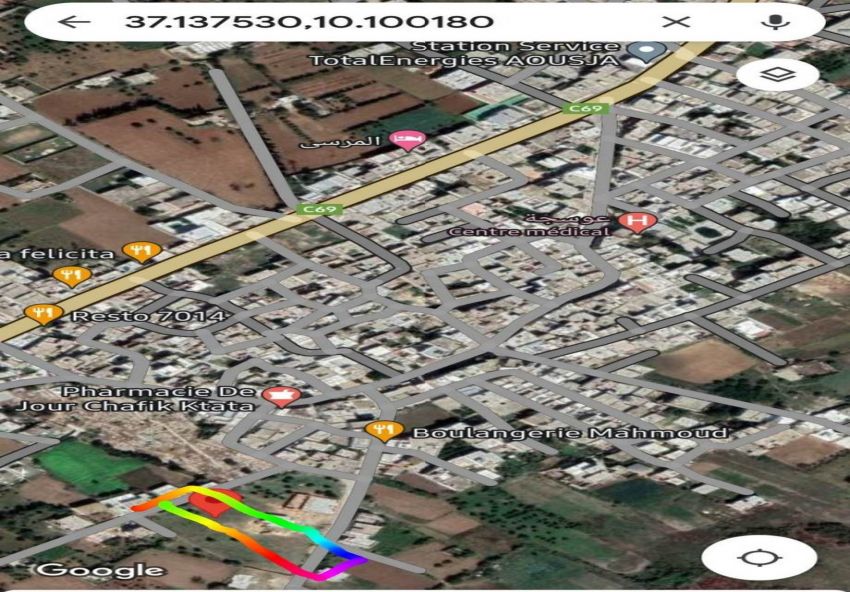 37.137530,10.100180
Station Service
TotalEnergies AOUSJA
C69
المرسى
C69
عوسجة
Centre médical
a felicita
Resto 7014
Pharmacie De
Jour Chafik Ktata
Boulangerie Mahmoud
Google